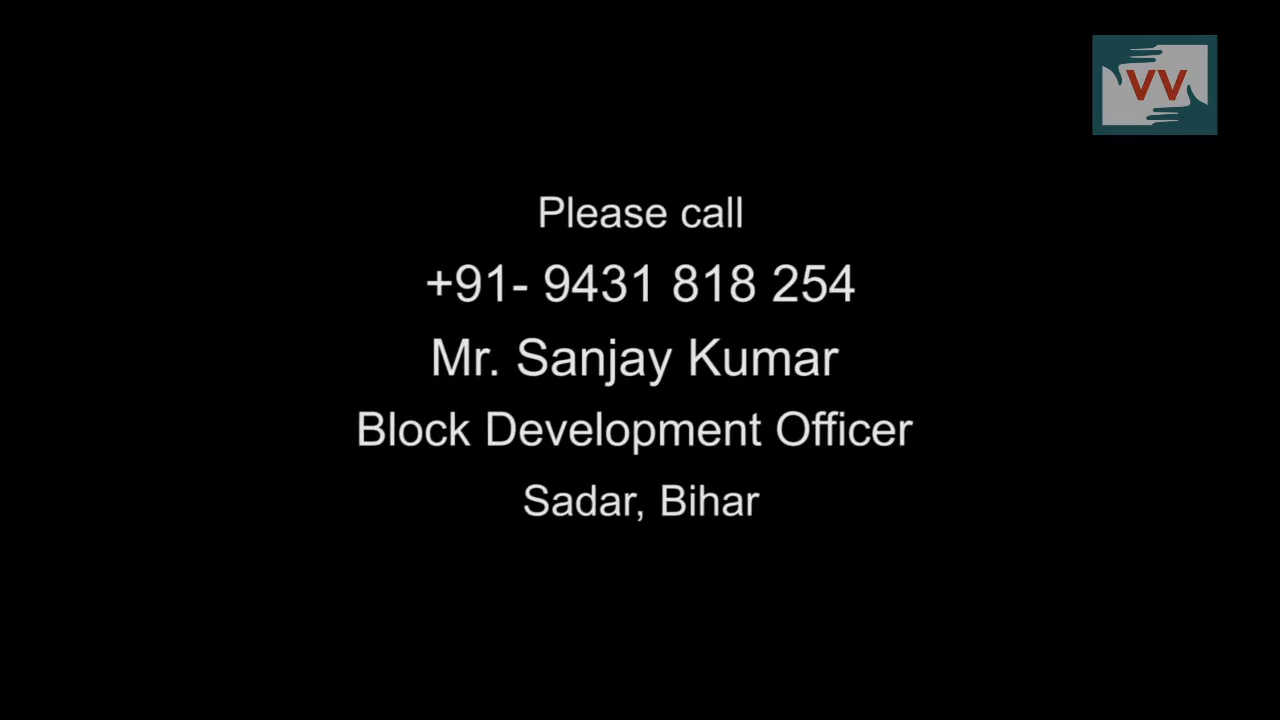 VV
Please call
+91- 9431 818 254
Mr. Sanjay Kumar
Block Development Officer
Sadar, Bihar